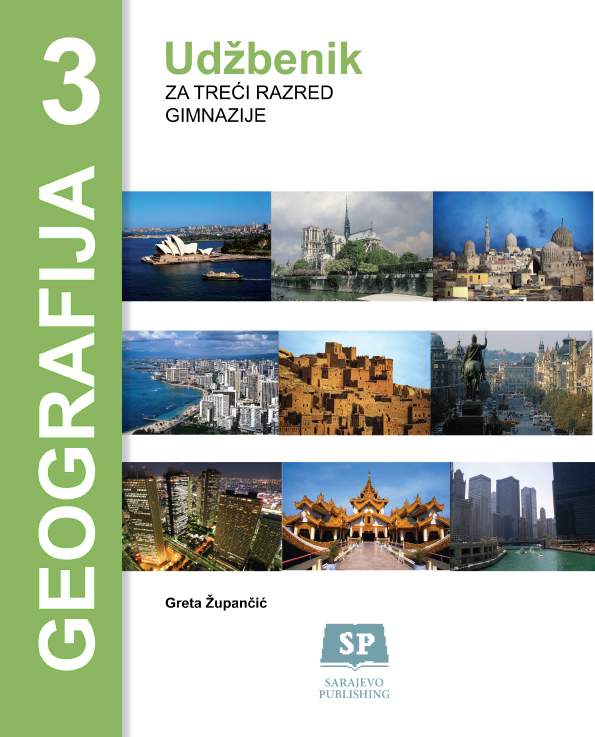 GEOGRAFIJA 3
Udžbenik
ZA TREĆI RAZRED
GIMNAZIJE
Greta Župančić
SP
SARAJEVO
PUBLISHING